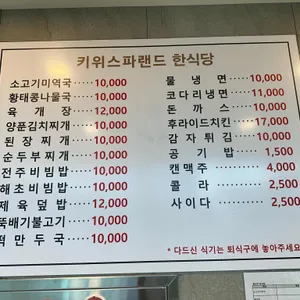 키위스파랜드 한식당
소고기미역국 ····· 10,000
황태콩나물국 ····· 10,000
육개장 ····· 12,000
양푼김치찌개 ···· 10,000
된장찌개 ····· 10,000
순두부찌개 ···· 10,000
전주비빔밥 ···· 10,000
해초비빔밥 ···· 10,000
제육덮밥 ····· 12,000
뚝배기불고기 ···· 10,000
떡만두국 ····· 10,000
물냉면 ····· 10,000
코다리냉면 ···· 11,000
돈까스 ····· 10,000
후라이드치킨 ·· 17,000
감자튀김 ···· 10,000
공기밥 ····· 1,500
캔맥주 ····· 4,000
콜라 ····· 2,500
사이다 ····· 2,500
* 다드신 식기는 퇴식구에 놓아주세요